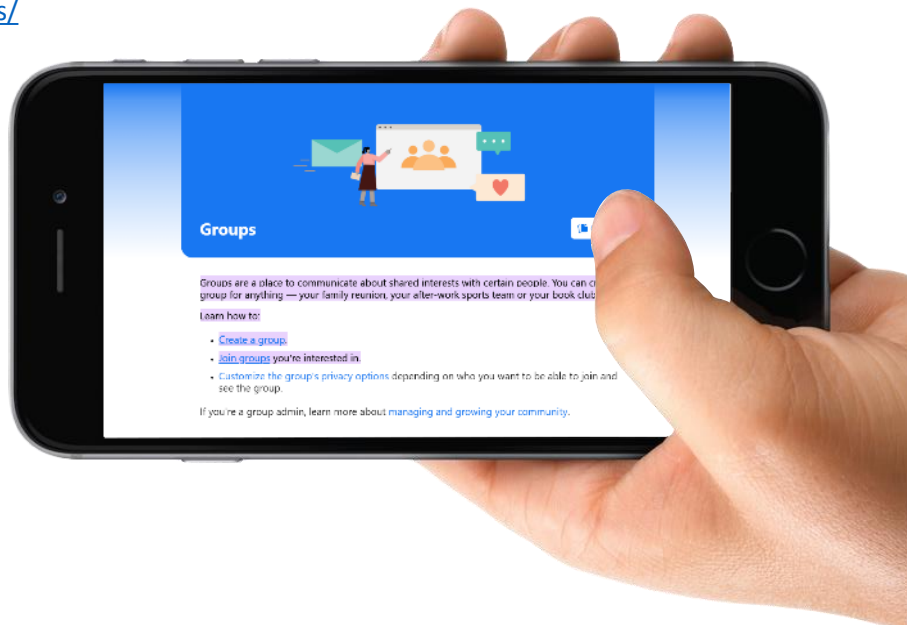 s/
Groups
Groups are a place to communicate about shared interests with certain people. You can
group for anything — your family reunion, your after-work sports team or your book club
Learn how to:
• Create a group.
• Join groups you're interested in.
• Customize the group's privacy options depending on who you want to be able to join and
see the group.
If you're a group admin, learn more about managing and growing your community.